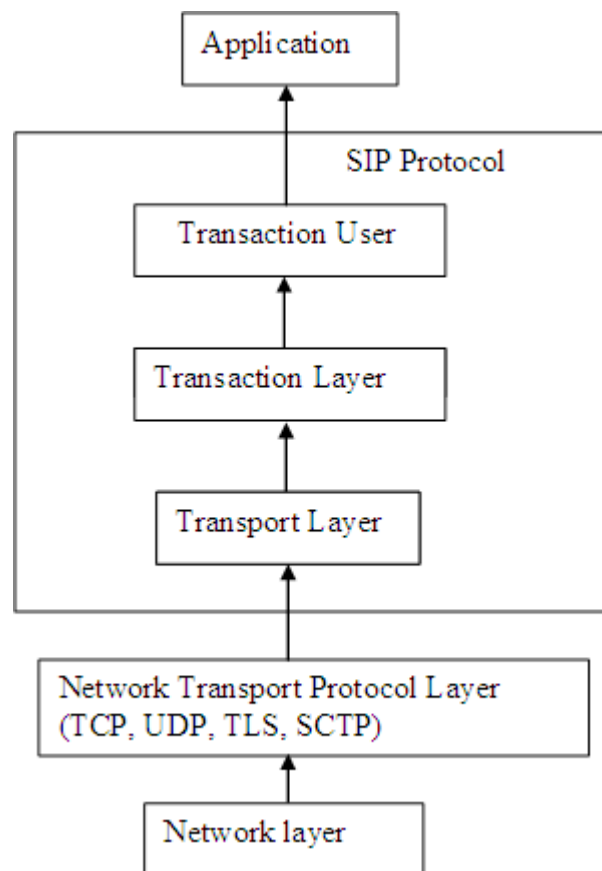 Application
SIP Protocol
Transaction User
Transaction Layer
Transport Layer
Network Transport Protocol Layer
(TCP, UDP, TLS, SCTP)
Network layer